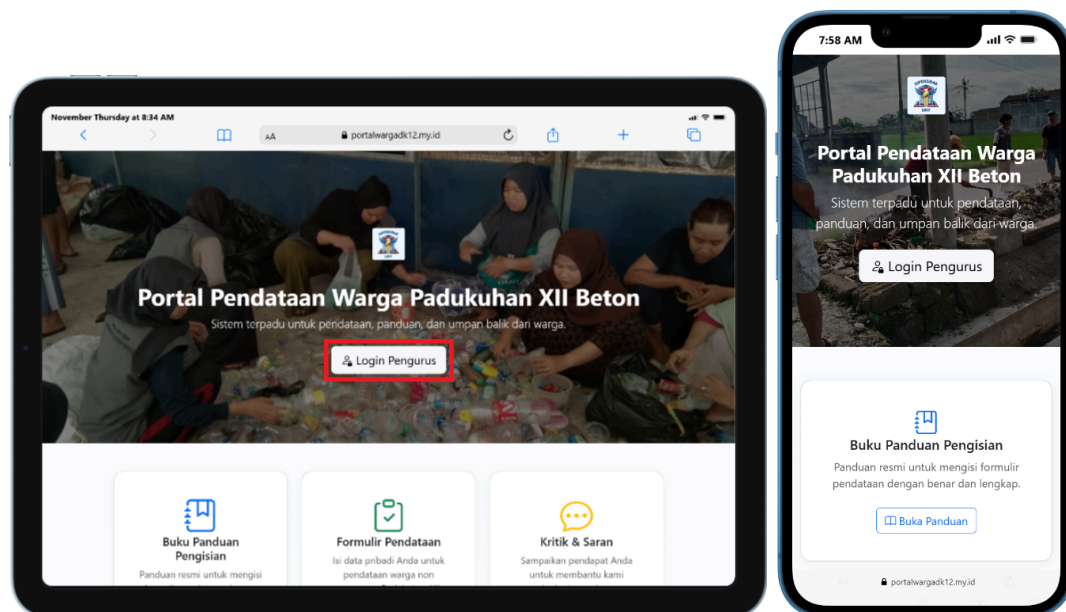 November Thursday at 8:34 AM
AA
portalwargadk12.my.id
Portal Pendataan Warga Padukuhan XII Beton
Sistem terpadu untuk pendataan, panduan, dan umpan balik dari warga.
Login Pengurus
Buku Panduan
Pengisian
Panduan resmi untuk mengisi
Formulir Pendataan
Isi data pribadi Anda untuk
pendataan warga non
Kritik & Saran
Sampaikan pendapat Anda
untuk membantu kami
7:58 AM
Portal Pendataan Warga
Padukuhan XII Beton
Sistem terpadu untuk pendataan,
panduan, dan umpan balik dari warga.
Login Pengurus
Buku Panduan Pengisian
Panduan resmi untuk mengisi formulir
pendataan dengan benar dan lengkap.
Buka Panduan
AA
portalwargadk12.my.id